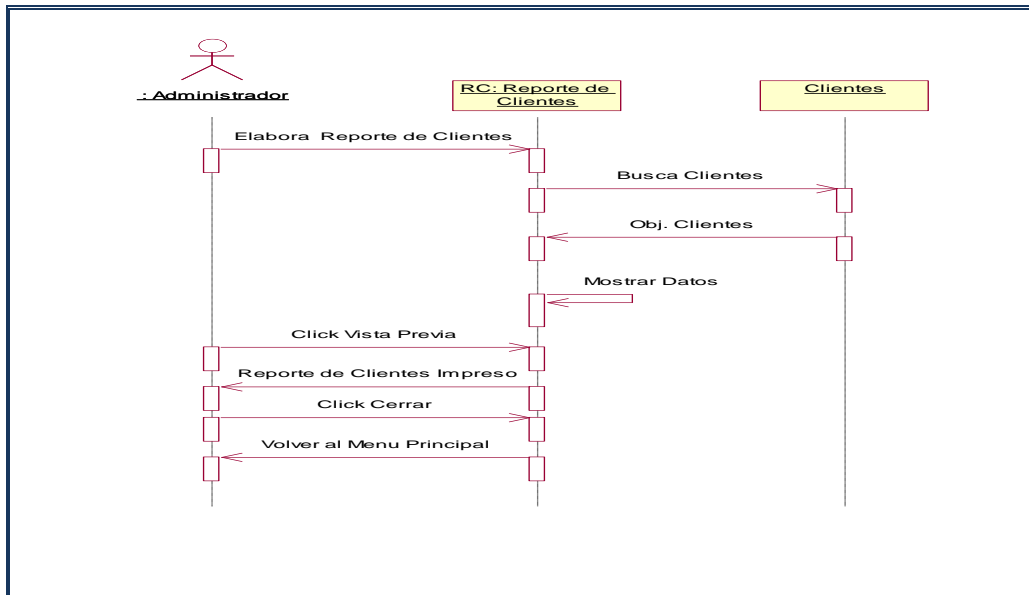 : Administrador
RC: Reporte de
Clientes
Clientes
Elabora Reporte de Clientes
Busca Clientes
Obj. Clientes
Mostrar Datos
Click Vista Previa
Reporte de Clientes Impreso
Click Cerrar
Volver al Menu Principal